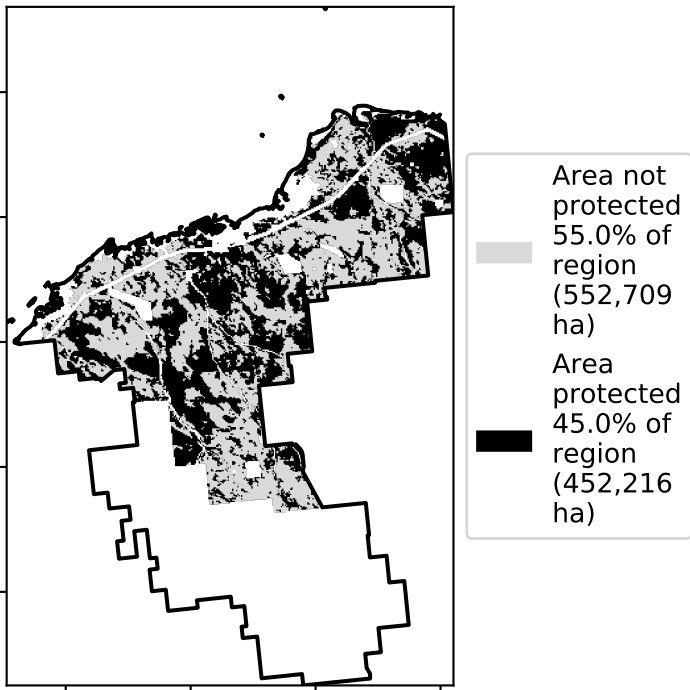 Area not
protected
55.0% of
region
(552,709
ha)
Area
protected
45.0% of
region
(452,216
ha)